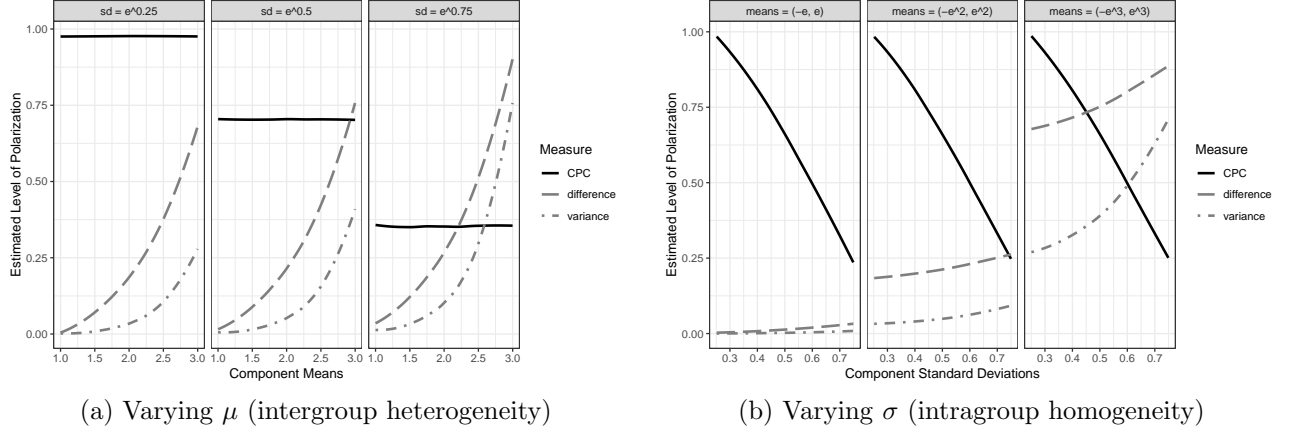 sd = e^0.25
sd = e^0.5
sd = e^0.75
Estimated Level of Polarization
1.00
0.75
0.50
0.25
0.00
1.0 1.5 2.0 2.5 3.0
1.0 1.5 2.0 2.5 3.0
1.0 1.5 2.0 2.5 3.0
Component Means
Measure
CPC
difference
variance
(a) Varying μ (intergroup heterogeneity)
means = (−e, e)
means = (−e^2, e^2)
means = (−e^3, e^3)
Estimated Level of Polarization
1.00
0.75
0.50
0.25
0.00
0.3 0.4 0.5 0.6 0.7
0.3 0.4 0.5 0.6 0.7
0.3 0.4 0.5 0.6 0.7
Component Standard Deviations
Measure
CPC
difference
variance
(b) Varying σ (intragroup homogeneity)